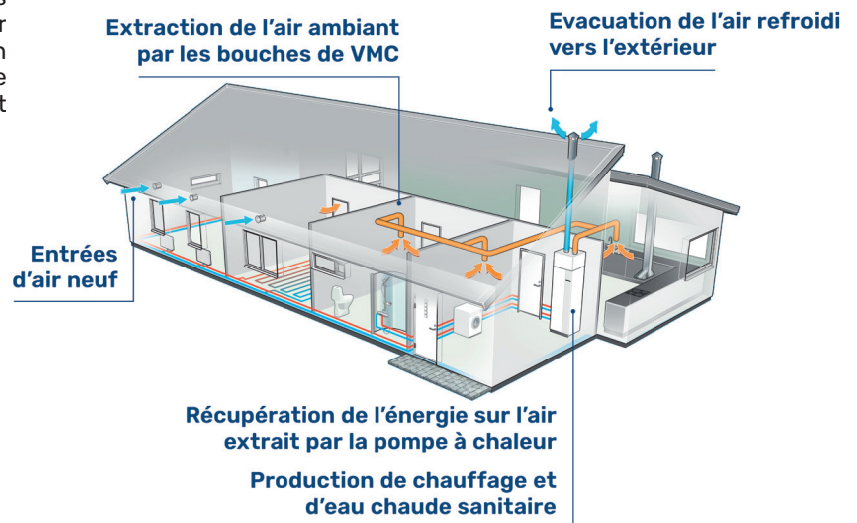 Extraction de l'air ambiant
par les bouches de VMC
Evacuation de l'air refroidi
vers l'extérieur
Entrées
d'air neuf
Récupération de l'énergie sur l'air
extrait par la pompe à chaleur
Production de chauffage et
d'eau chaude sanitaire